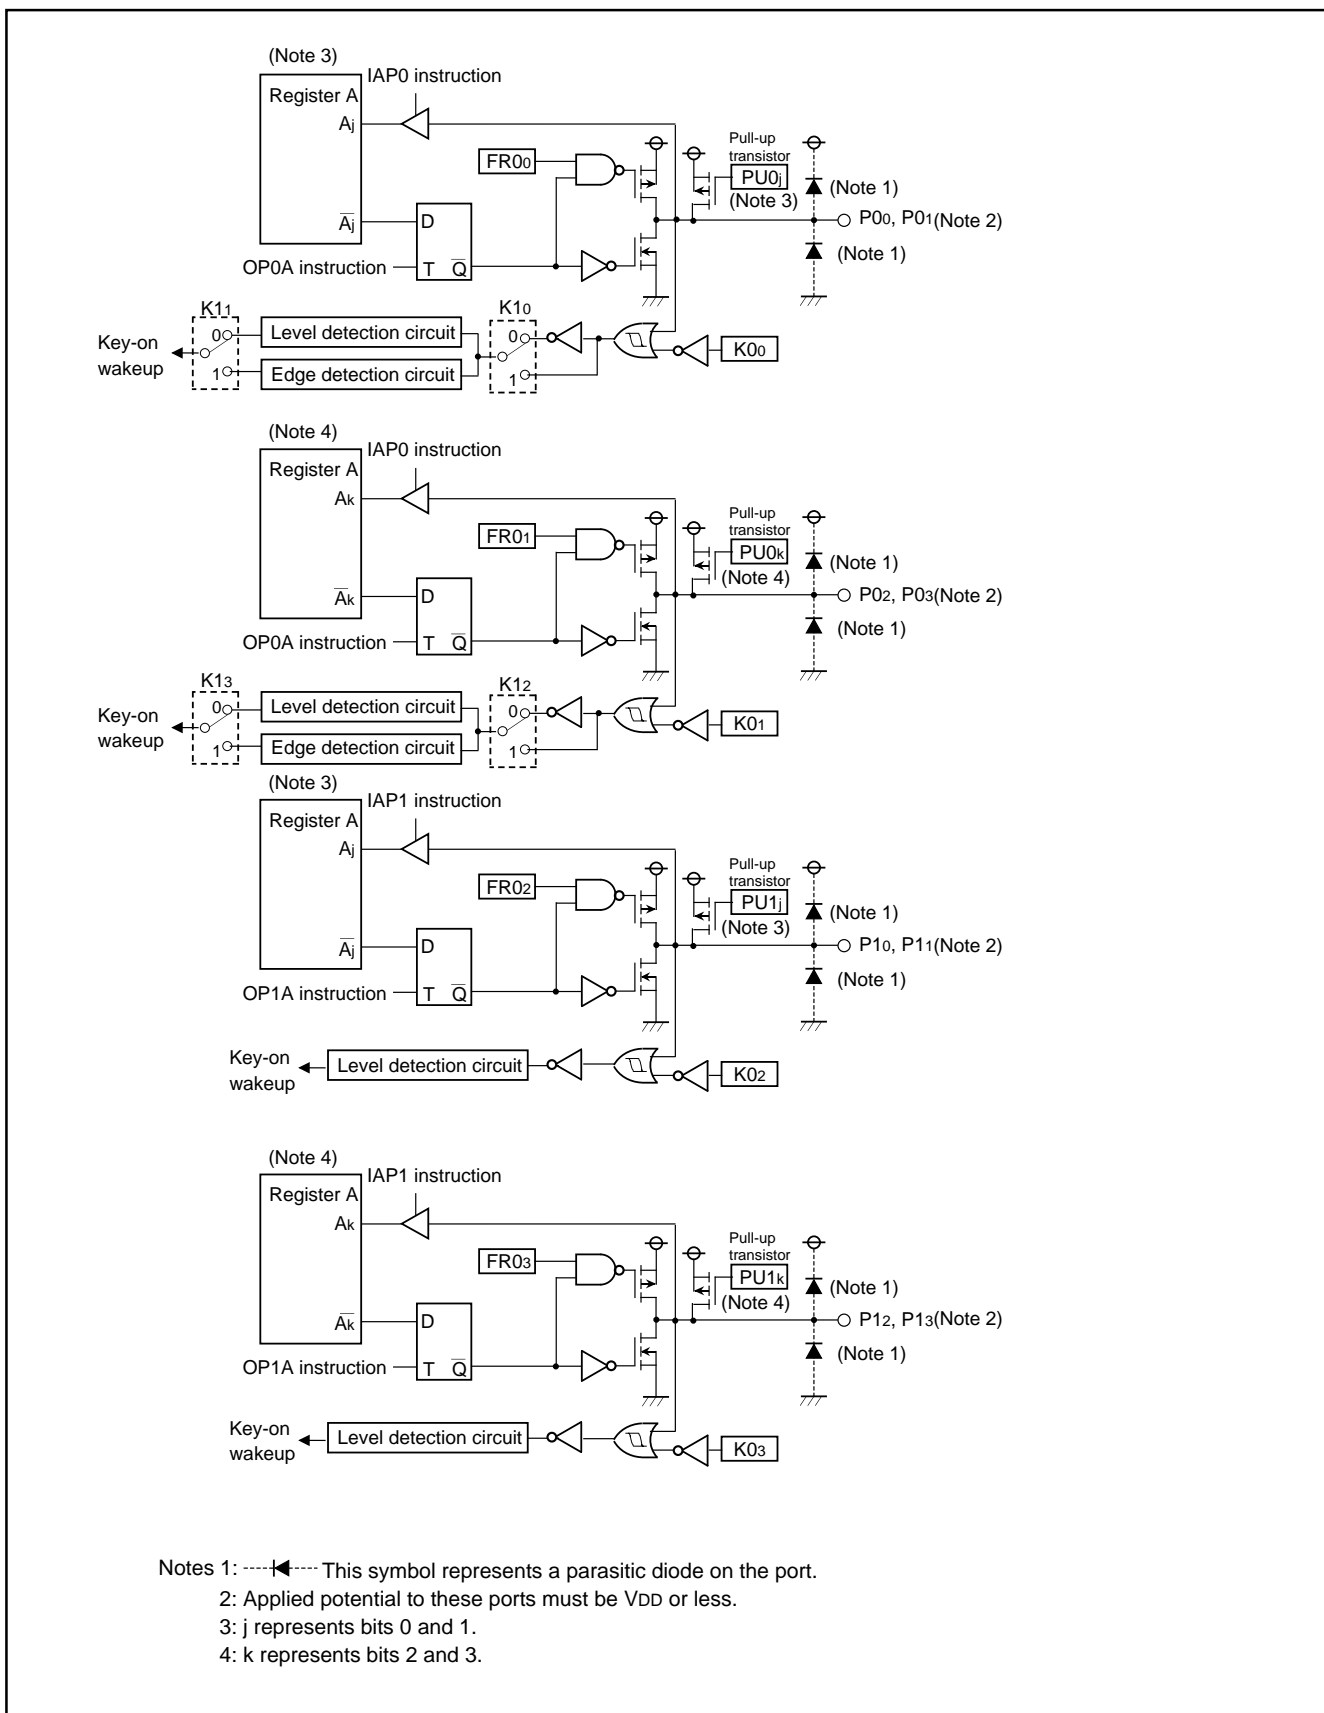 (Note 3)
IAP0 instruction
Register A
Aj
Pull-up
transistor
FR00
PU0j
(Note 1)
(Note 3)
Aj
D
P00, P01(Note 2)
(Note 1)
OP0A instruction
T Q
K11
K10
0
Level detection circuit
0
Key-on
wakeup
K00
1
Edge detection circuit
1
(Note 4)
IAP0 instruction
Register A
Ak
Pull-up
transistor
FR01
PU0k
(Note 1)
(Note 4)
Ak
D
P02, P03(Note 2)
(Note 1)
OP0A instruction
T Q
K13
K12
0
Level detection circuit
0
Key-on
wakeup
K01
1
Edge detection circuit
1
(Note 3)
IAP1 instruction
Register A
Aj
Pull-up
transistor
FR02
PU1j
(Note 1)
(Note 3)
Aj
D
P10, P11(Note 2)
(Note 1)
OP1A instruction
T Q
Key-on
wakeup
Level detection circuit
K02
(Note 4)
IAP1 instruction
Register A
Ak
Pull-up
transistor
FR03
PU1k
(Note 1)
(Note 4)
Ak
D
P12, P13(Note 2)
(Note 1)
OP1A instruction
T Q
Key-on
wakeup
Level detection circuit
K03
Notes 1: This symbol represents a parasitic diode on the port.
2: Applied potential to these ports must be VDD or less.
3: j represents bits 0 and 1.
4: k represents bits 2 and 3.